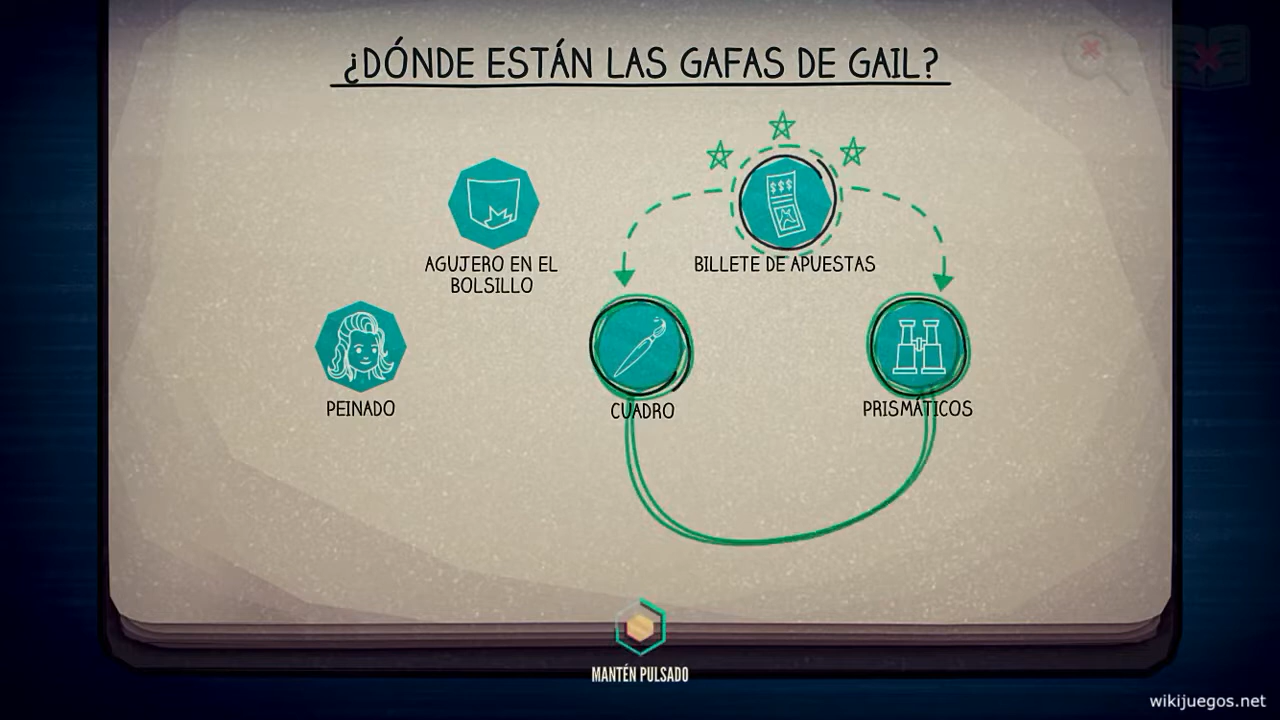 ¿DÓNDE ESTÁN LAS GAFAS DE GAIL?
$$$
AGUJERO EN EL
BOLSILLO
BILLETE DE APUESTAS
PEINADO
CUADRO
PRISMÁTICOS
MANTÉN PULSADO
wikijuegos.net